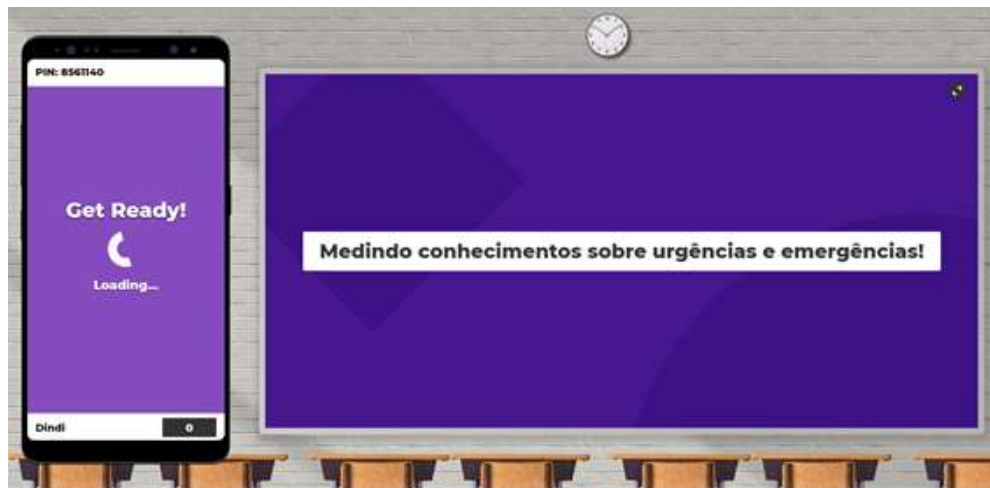 PIN: 8561140
Get Ready!
Loading...
Dindi
0
Medindo conhecimentos sobre urgências e emergências!